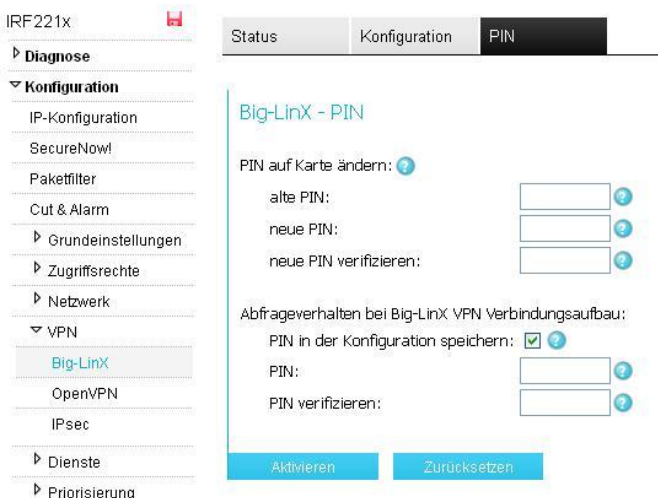 IRF221x
Diagnose
Konfiguration
IP-Konfiguration
SecureNow!
Paketfilter
Cut & Alarm
Grundeinstellungen
Zugriffsrechte
Netzwerk
VPN
Big-LinX
OpenVPN
IPsec
Dienste
Priorisierung
Status
Konfiguration
PIN
Big-LinX - PIN
PIN auf Karte ändern:
alte PIN:
neue PIN:
neue PIN verifizieren:
Abfrageverhalten bei Big-LinX VPN Verbindungsaufbau:
PIN in der Konfiguration speichern:
PIN:
PIN verifizieren:
Aktivieren
Zurücksetzen